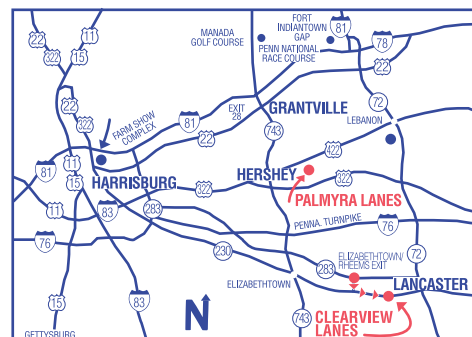 22
11
322
15
22
322
MANADA
GOLF COURSE
FORT
INDIANTOWN
GAP
81
PENN NATIONAL
RACE COURSE
78
22
FARM SHOW
COMPLEX
81
EXIT
28
22
GRANTVILLE
72
743
LEBANON
422
11
81
15
HARRISBURG
HERSHEY
322
322
PALMYRA LANES
11
83
283
PENNA. TURNPIKE
76
76
230
72
ELIZABETHTOWN/
RHEEMS EXIT
283
ELIZABETHTOWN
LANCASTER
15
83
N
743
CLEARVIEW
LANES
GETTYSBURG